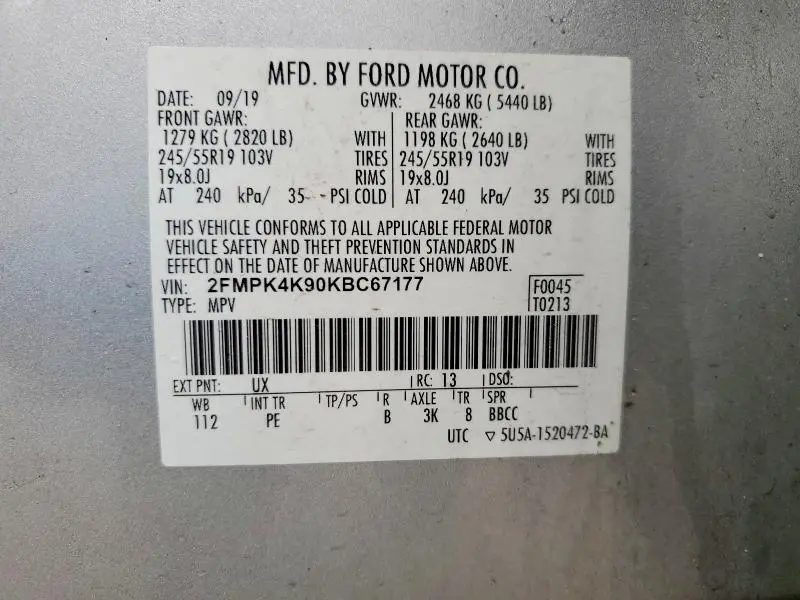 MFD. BY FORD MOTOR CO.
DATE: 09/19 GVWR: 2468 KG ( 5440 LB)
FRONT GAWR: REAR GAWR:
1279 KG ( 2820 LB) WITH 1198 KG ( 2640 LB) WITH
245/55R19 103V TIRES 245/55R19 103V TIRES
19x8.0J RIMS 19x8.0J RIMS
AT 240 kPa/ 35 PSI COLD AT 240 kPa/ 35 PSI COLD
THIS VEHICLE CONFORMS TO ALL APPLICABLE FEDERAL MOTOR
VEHICLE SAFETY AND THEFT PREVENTION STANDARDS IN
EFFECT ON THE DATE OF MANUFACTURE SHOWN ABOVE.
VIN: 2FMPK4K90KBC67177 F0045
TYPE: MPV T0213
EXT PNT: UX RC: 13 DSO:
WB INT TR TP/PS R AXLE TR SPR
112 PE B 3K 8 BBCC
UTC ▽ 5U5A-1520472-BA